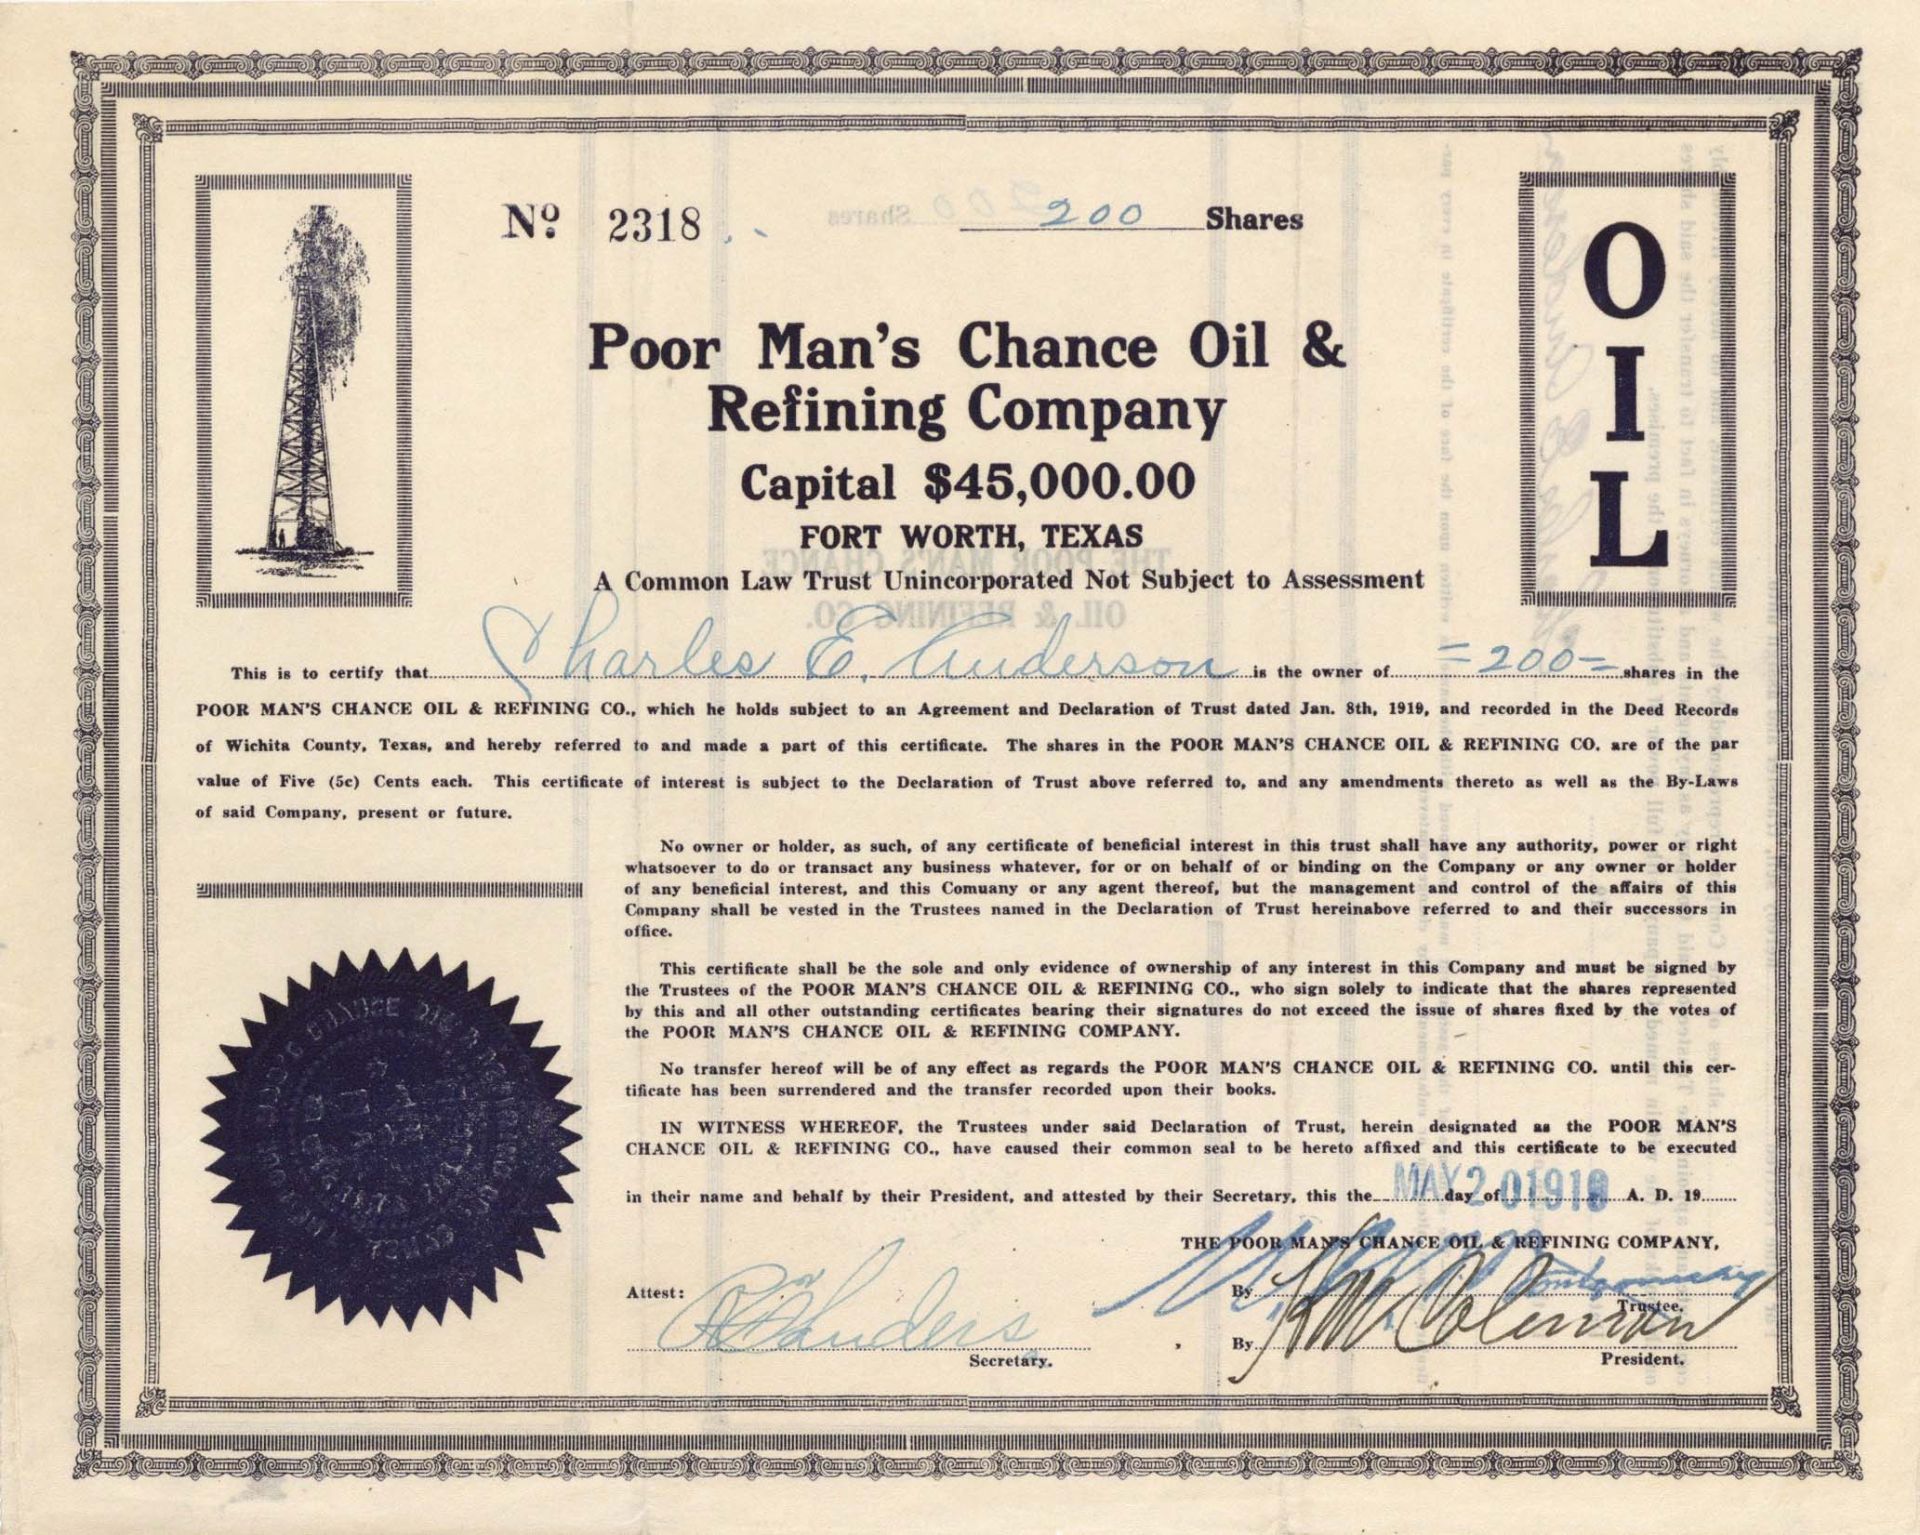 No. 2318
200 Shares
OIL
Poor Man's Chance Oil &
Refining Company
Capital $45,000.00
FORT WORTH, TEXAS
A Common Law Trust Unincorporated Not Subject to Assessment
This is to certify that Charles E. Anderson is the owner of =200= shares in the
POOR MAN'S CHANCE OIL & REFINING CO., which he holds subject to an Agreement and Declaration of Trust dated Jan. 8th, 1919, and recorded in the Deed Records
of Wichita County, Texas, and hereby referred to and made a part of this certificate. The shares in the POOR MAN'S CHANCE OIL & REFINING CO. are of the par
value of Five (5c) Cents each. This certificate of interest is subject to the Declaration of Trust above referred to, and any amendments thereto as well as the By-Laws
of said Company, present or future.
No owner or holder, as such, of any certificate of beneficial interest in this trust shall have any authority, power or right
whatsoever to do or transact any business whatever, for or on behalf of or binding on the Company or any owner or holder
of any beneficial interest, and this Comuany or any agent thereof, but the management and control of the affairs of this
Company shall be vested in the Trustees named in the Declaration of Trust hereinabove referred to and their successors in
office.
This certificate shall be the sole and only evidence of ownership of any interest in this Company and must be signed by
the Trustees of the POOR MAN'S CHANCE OIL & REFINING CO., who sign solely to indicate that the shares represented
by this and all other outstanding certificates bearing their signatures do not exceed the issue of shares fixed by the votes of
the POOR MAN'S CHANCE OIL & REFINING COMPANY.
No transfer hereof will be of any effect as regards the POOR MAN'S CHANCE OIL & REFINING CO. until this cer-
tificate has been surrendered and the transfer recorded upon their books.
IN WITNESS WHEREOF, the Trustees under said Declaration of Trust, herein designated as the POOR MAN'S
CHANCE OIL & REFINING CO., have caused their common seal to be hereto affixed and this certificate to be executed
in their name and behalf by their President, and attested by their Secretary, this the MAY 20 1919 day of A. D. 19
THE POOR MAN'S CHANCE OIL & REFINING COMPANY,
Attest:
By Montgomery
Trustee.
Sanders
Secretary.
By Coleman
President.